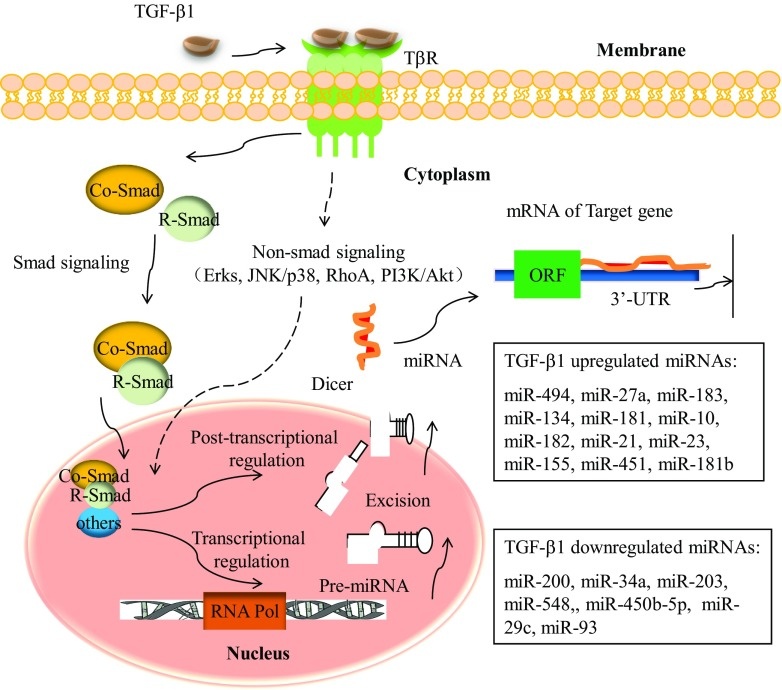 TGF-β1
TβR
Membrane
Cytoplasm
Co-Smad
R-Smad
mRNA of Target gene
Smad signaling
Non-smad signaling
(Erks, JNK/p38, RhoA, PI3K/Akt)
ORF
3’-UTR
Co-Smad
R-Smad
miRNA
Dicer
TGF-β1 upregulated miRNAs:
miR-494, miR-27a, miR-183,
miR-134, miR-181, miR-10,
miR-182, miR-21, miR-23,
miR-155, miR-451, miR-181b
Post-transcriptional
regulation
Co-Smad
R-Smad
others
Excision
Transcriptional
regulation
Pre-miRNA
RNA Pol
Nucleus
TGF-β1 downregulated miRNAs:
miR-200, miR-34a, miR-203,
miR-548,, miR-450b-5p, miR-
29c, miR-93